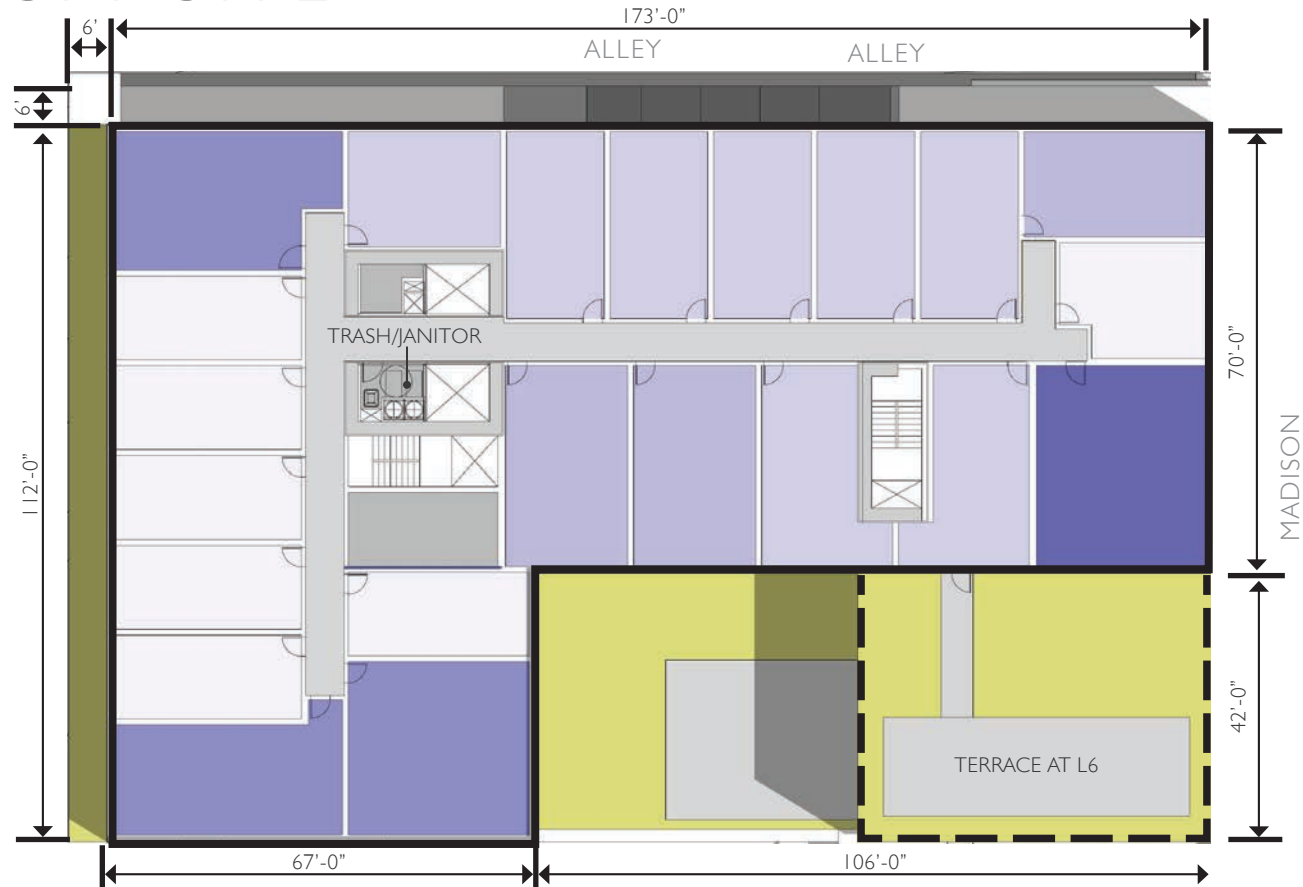 6'
173'-0"
ALLEY
ALLEY
6'
TRASH/JANITOR
112'-0"
70'-0"
MADISON
42'-0"
TERRACE AT L6
67'-0"
106'-0"